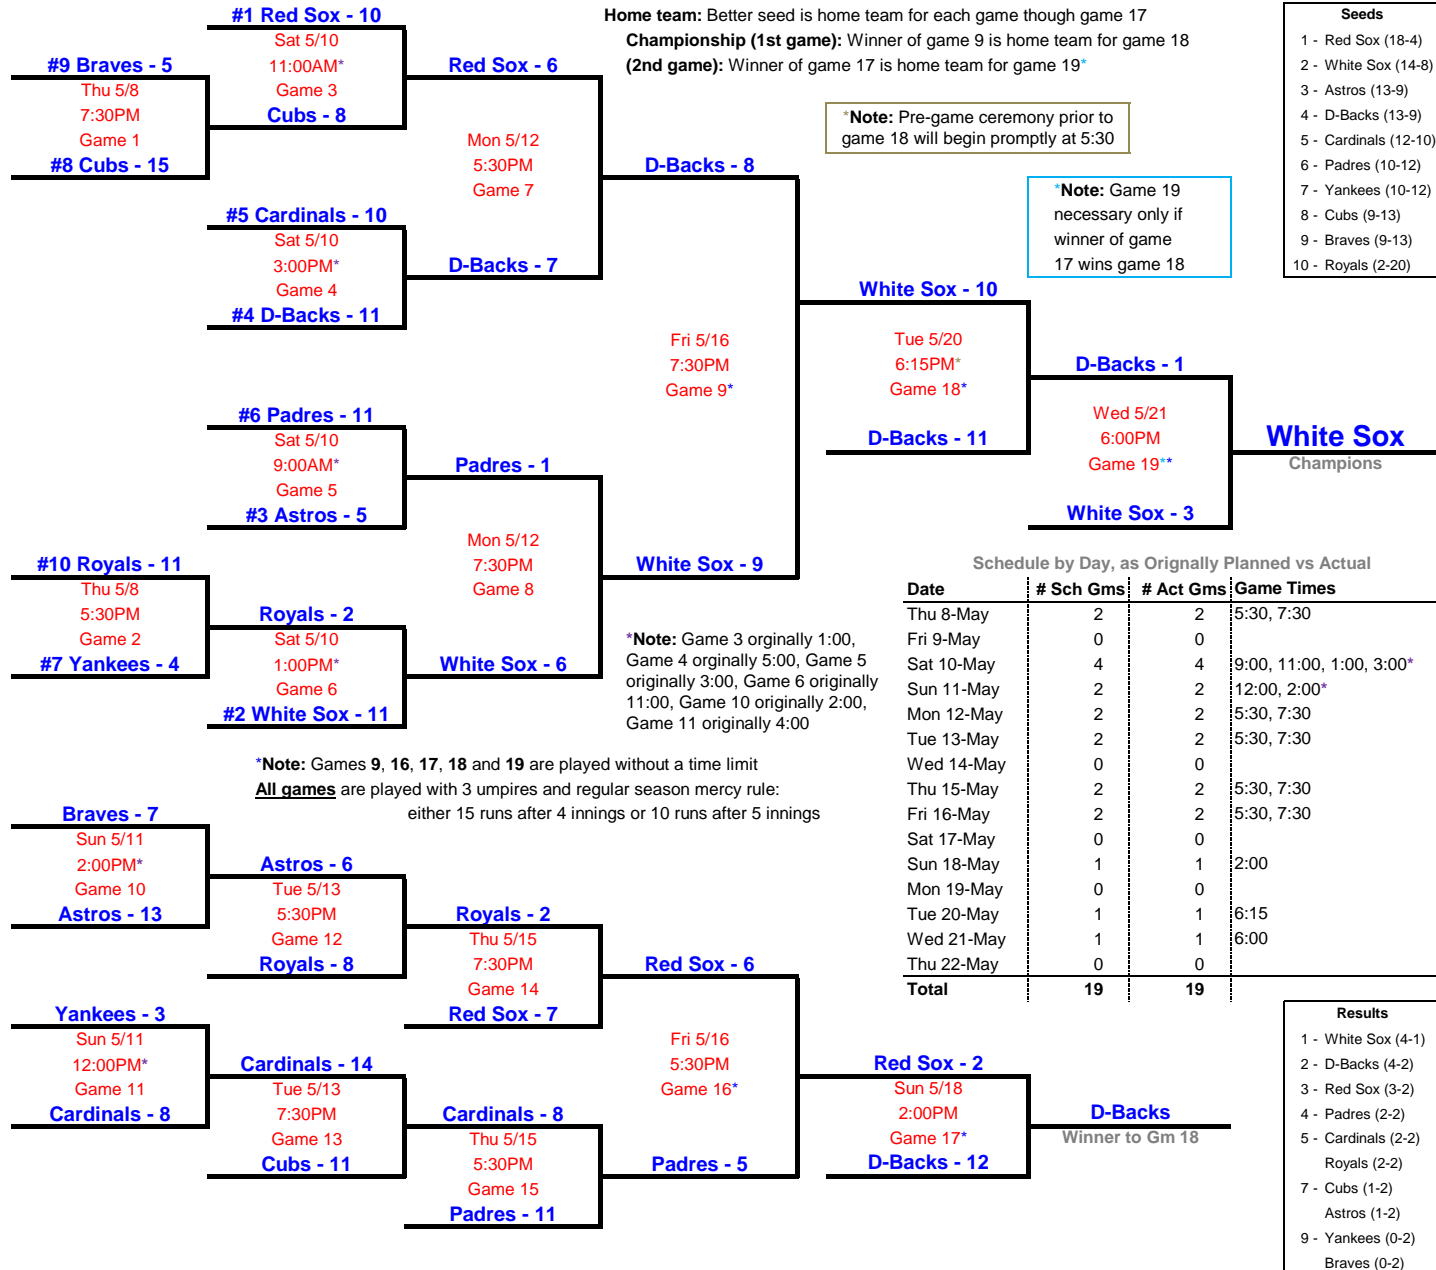 #1 Red Sox - 10
Sat 5/10
11:00AM*
Game 3
Cubs - 8
#9 Braves - 5
Thu 5/8
7:30PM
Game 1
#8 Cubs - 15
Red Sox - 6
Mon 5/12
5:30PM
Game 7
D-Backs - 7
#5 Cardinals - 10
Sat 5/10
3:00PM*
Game 4
#4 D-Backs - 11
D-Backs - 8
Fri 5/16
7:30PM
Game 9*
White Sox - 9
#6 Padres - 11
Sat 5/10
9:00AM*
Game 5
#3 Astros - 5
Padres - 1
Mon 5/12
7:30PM
Game 8
White Sox - 6
#10 Royals - 11
Thu 5/8
5:30PM
Game 2
#7 Yankees - 4
Royals - 2
Sat 5/10
1:00PM*
Game 6
#2 White Sox - 11
Home team: Better seed is home team for each game though game 17
Championship (1st game): Winner of game 9 is home team for game 18
(2nd game): Winner of game 17 is home team for game 19*
*Note: Pre-game ceremony prior to
game 18 will begin promptly at 5:30
*Note: Game 19
necessary only if
winner of game
17 wins game 18
White Sox - 10
Tue 5/20
6:15PM*
Game 18*
D-Backs - 11
D-Backs - 1
Wed 5/21
6:00PM
Game 19**
White Sox - 3
White Sox
Champions
Seeds
1 - Red Sox (18-4)
2 - White Sox (14-8)
3 - Astros (13-9)
4 - D-Backs (13-9)
5 - Cardinals (12-10)
6 - Padres (10-12)
7 - Yankees (10-12)
8 - Cubs (9-13)
9 - Braves (9-13)
10 - Royals (2-20)
*Note: Game 3 orginally 1:00,
Game 4 orginally 5:00, Game 5
originally 3:00, Game 6 originally
11:00, Game 10 originally 2:00,
Game 11 originally 4:00
*Note: Games 9, 16, 17, 18 and 19 are played without a time limit
All games are played with 3 umpires and regular season mercy rule:
either 15 runs after 4 innings or 10 runs after 5 innings
Schedule by Day, as Orignally Planned vs Actual
Date # Sch Gms # Act Gms Game Times
Thu 8-May 2 2 5:30, 7:30
Fri 9-May 0 0
Sat 10-May 4 4 9:00, 11:00, 1:00, 3:00*
Sun 11-May 2 2 12:00, 2:00*
Mon 12-May 2 2 5:30, 7:30
Tue 13-May 2 2 5:30, 7:30
Wed 14-May 0 0
Thu 15-May 2 2 5:30, 7:30
Fri 16-May 2 2 5:30, 7:30
Sat 17-May 0 0
Sun 18-May 1 1 2:00
Mon 19-May 0 0
Tue 20-May 1 1 6:15
Wed 21-May 1 1 6:00
Thu 22-May 0 0
Total 19 19
Braves - 7
Sun 5/11
2:00PM*
Game 10
Astros - 13
Astros - 6
Tue 5/13
5:30PM
Game 12
Royals - 8
Royals - 2
Thu 5/15
7:30PM
Game 14
Red Sox - 7
Yankees - 3
Sun 5/11
12:00PM*
Game 11
Cardinals - 8
Cardinals - 14
Tue 5/13
7:30PM
Game 13
Cubs - 11
Cardinals - 8
Thu 5/15
5:30PM
Game 15
Padres - 11
Red Sox - 6
Fri 5/16
5:30PM
Game 16*
Padres - 5
Red Sox - 2
Sun 5/18
2:00PM
Game 17*
D-Backs - 12
D-Backs
Winner to Gm 18
Results
1 - White Sox (4-1)
2 - D-Backs (4-2)
3 - Red Sox (3-2)
4 - Padres (2-2)
5 - Cardinals (2-2)
Royals (2-2)
7 - Cubs (1-2)
Astros (1-2)
9 - Yankees (0-2)
Braves (0-2)